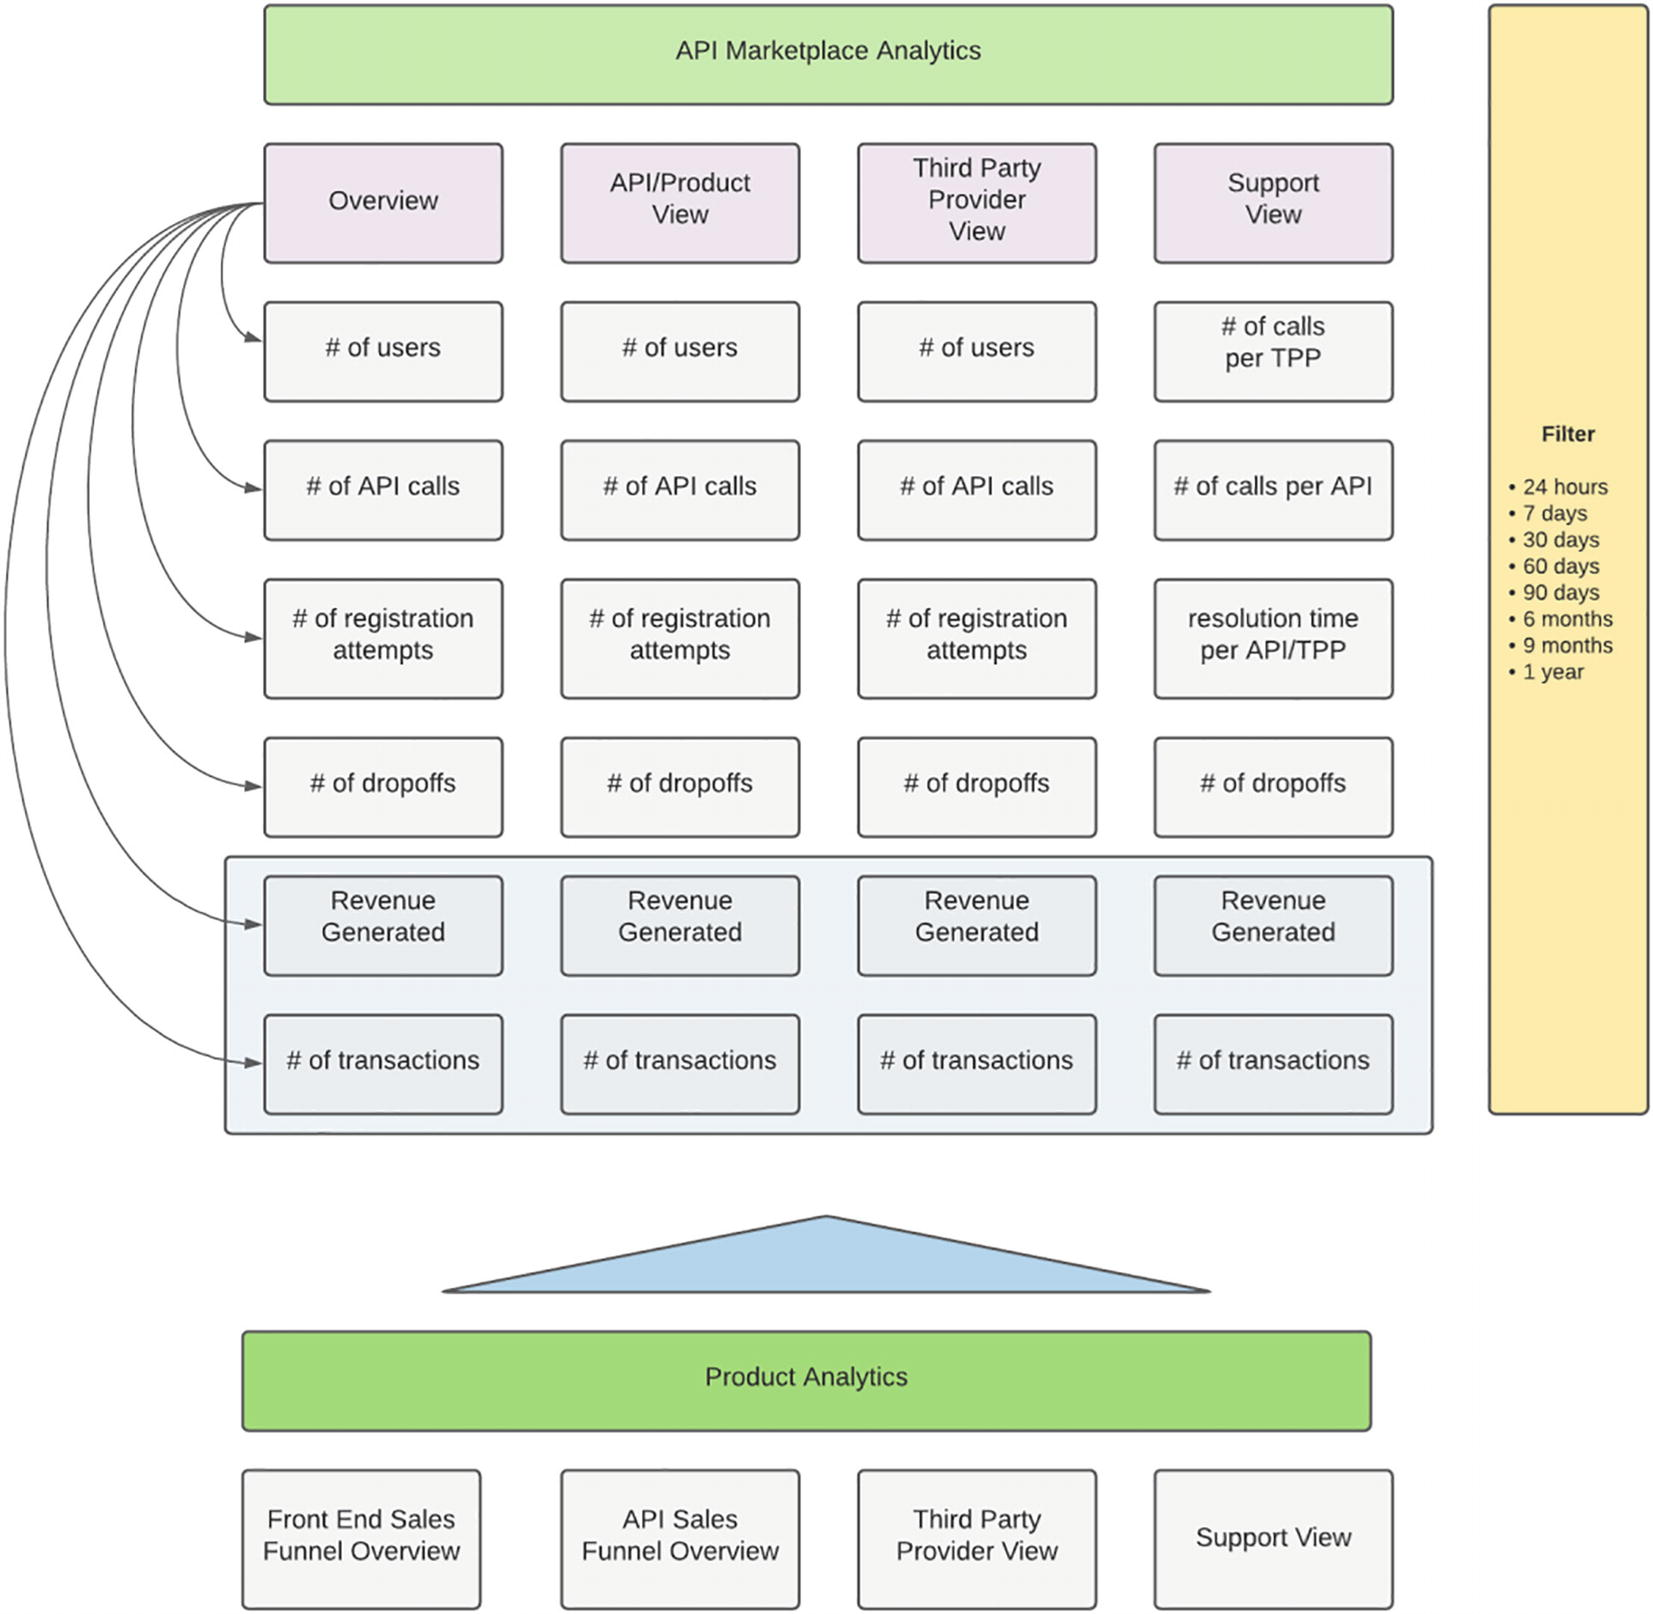 API Marketplace Analytics
Overview
API/Product
View
Third Party
Provider
View
Support
View
# of users
# of users
# of users
# of calls
per TPP
# of API calls
# of API calls
# of API calls
# of calls per API
# of registration
attempts
# of registration
attempts
# of registration
attempts
resolution time
per API/TPP
# of dropoffs
# of dropoffs
# of dropoffs
# of dropoffs
Revenue
Generated
Revenue
Generated
Revenue
Generated
Revenue
Generated
# of transactions
# of transactions
# of transactions
# of transactions
Filter
• 24 hours
• 7 days
• 30 days
• 60 days
• 90 days
• 6 months
• 9 months
• 1 year
Product Analytics
Front End Sales
Funnel Overview
API Sales
Funnel Overview
Third Party
Provider View
Support View